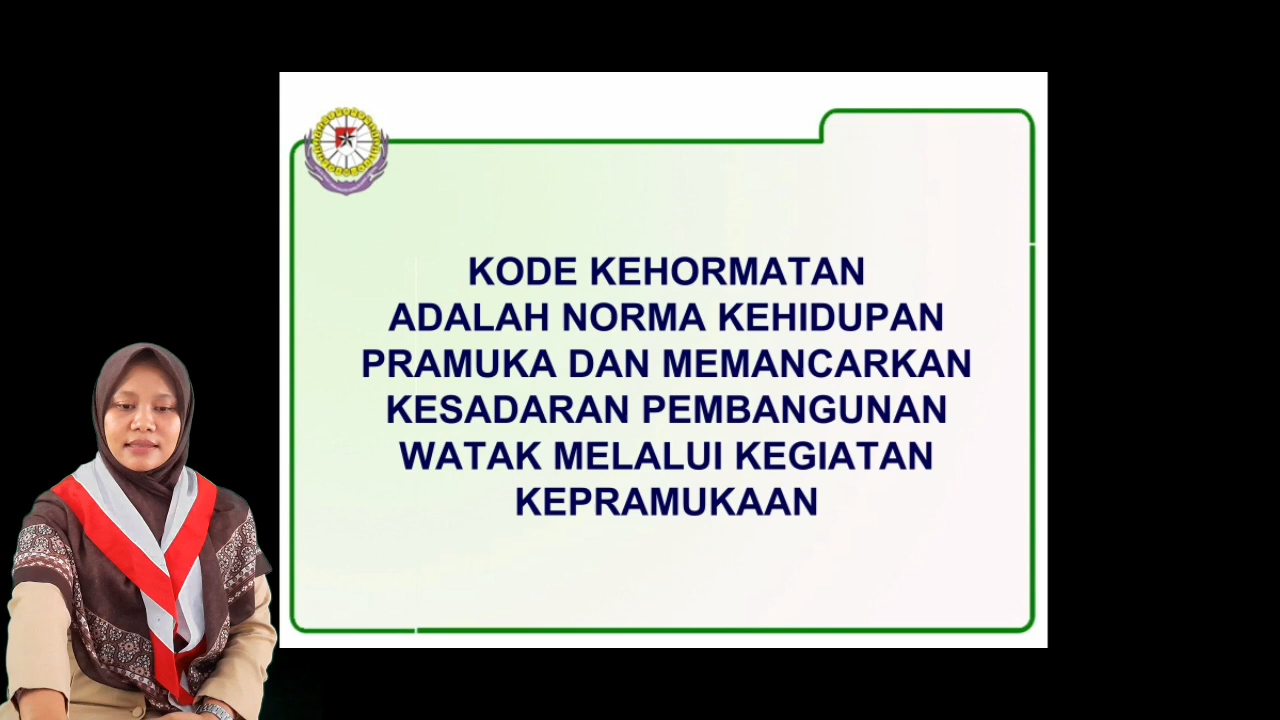 KODE KEHORMATAN
ADALAH NORMA KEHIDUPAN
PRAMUKA DAN MEMANCARKAN
KESADARAN PEMBANGUNAN
WATAK MELALUI KEGIATAN
KEPRAMUKAAN